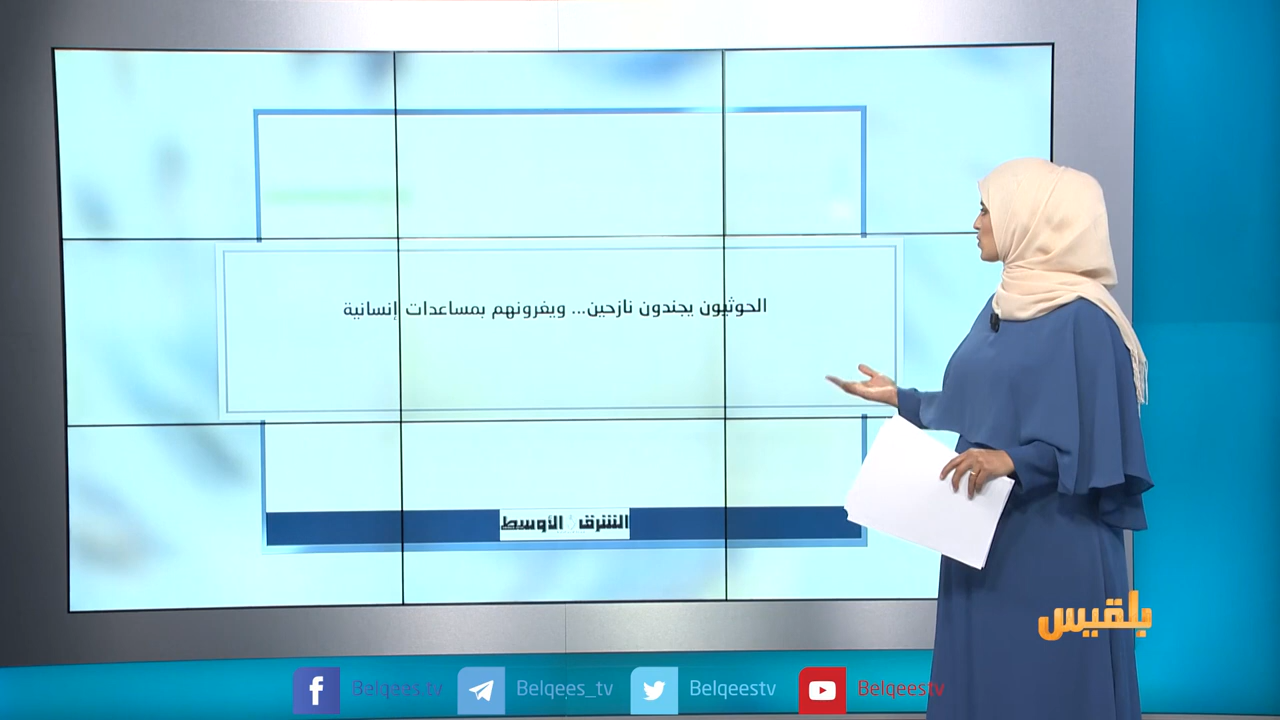 الحوثيون يجندون نازحين... ويغرونهم بمساعدات إنسانية
الشرق الأوسط
بلقيس
Belqees.tv
Belqees_tv
Belqeestv
Belqeestv